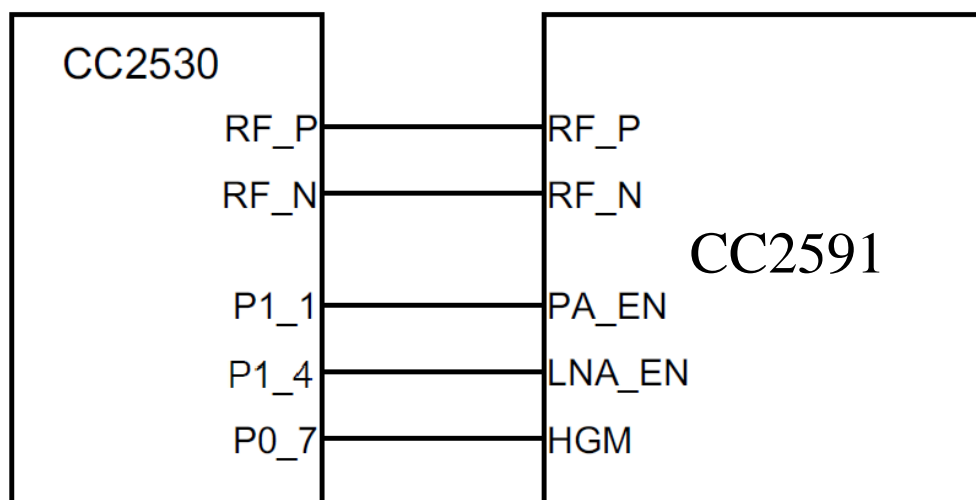 CC2530
RF_P RF_P
RF_N RF_N
CC2591
P1_1 PA_EN
P1_4 LNA_EN
P0_7 HGM